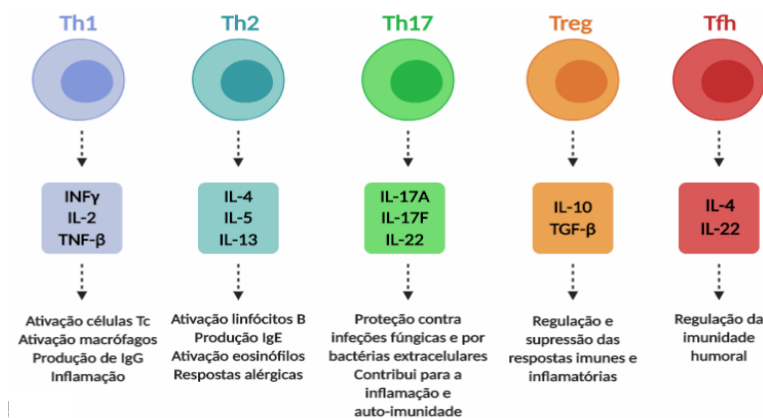 Th1
Th2
Th17
Treg
Tfh
INFγ
IL-2
TNF-β
IL-4
IL-5
IL-13
IL-17A
IL-17F
IL-22
IL-10
TGF-β
IL-4
IL-22
Ativação células Tc
Ativação macrófagos
Produção de IgG
Inflamação
Ativação linfócitos B
Produção IgE
Ativação eosinófilos
Respostas alérgicas
Proteção contra
infeções fúngicas e por
bactérias extracelulares
Contribui para a
inflamação e
auto-imunidade
Regulação e
supressão das
respostas imunes e
inflamatórias
Regulação da
imunidade
humoral